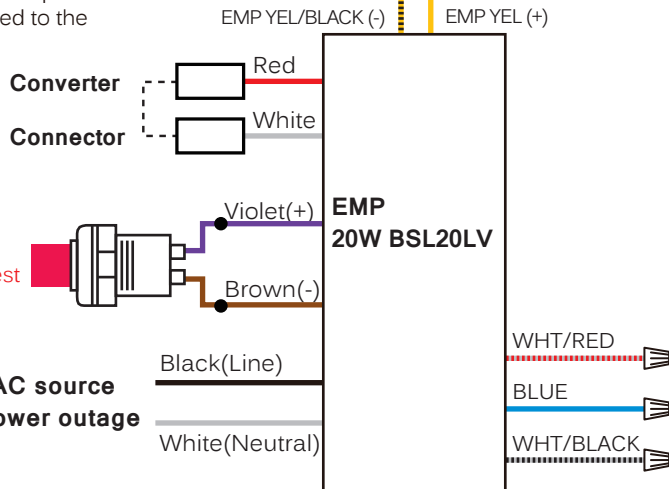 ed to the
EMP YEL/BLACK (-)
EMP YEL (+)
Converter
Red
Connector
White
Violet(+)
EMP
20W BSL20LV
est
Brown(-)
WHT/RED
Black(Line)
AC source
BLUE
ower outage
White(Neutral)
WHT/BLACK